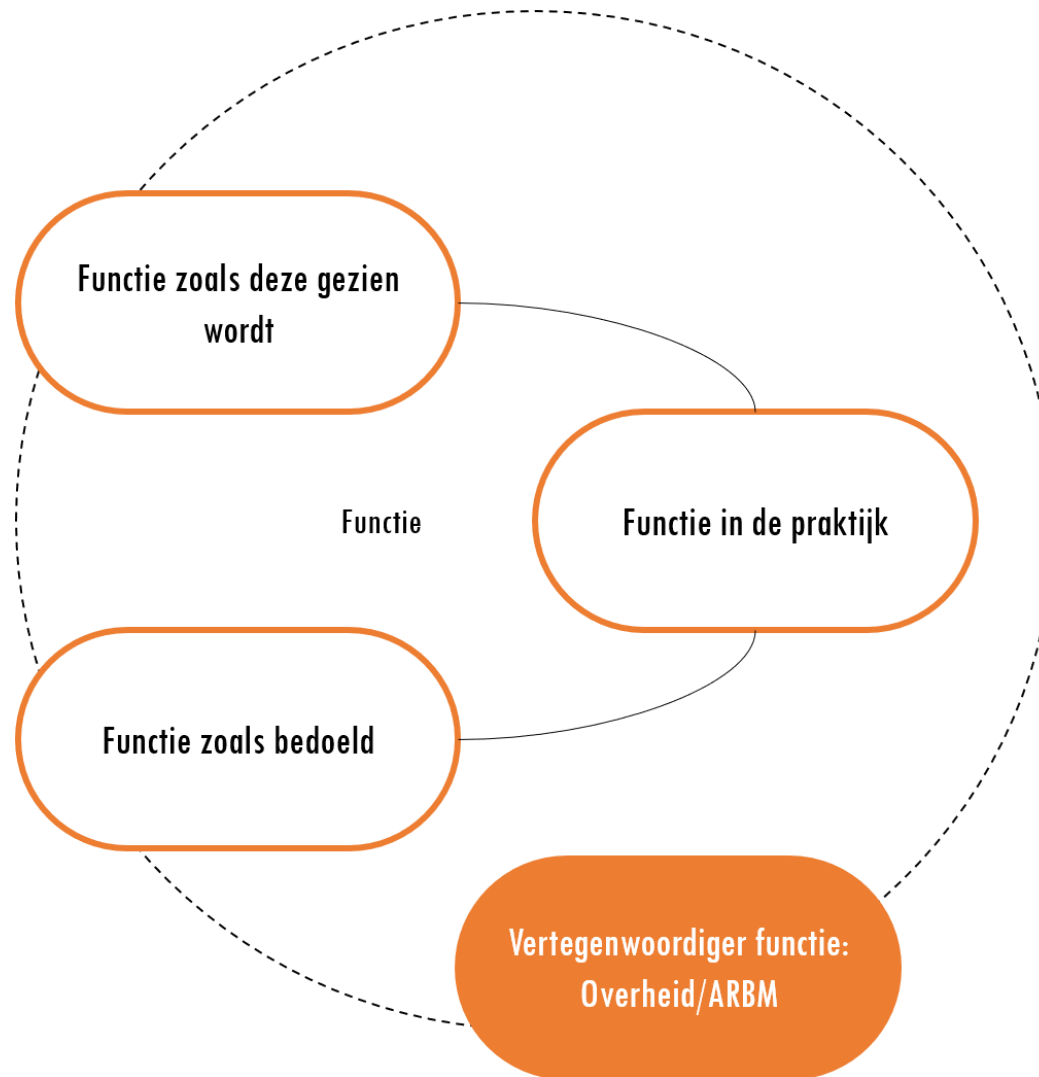 Functie zoals deze gezien
wordt
Functie
Functie in de praktijk
Functie zoals bedoeld
Vertegenwoordiger functie:
Overheid/ARBM